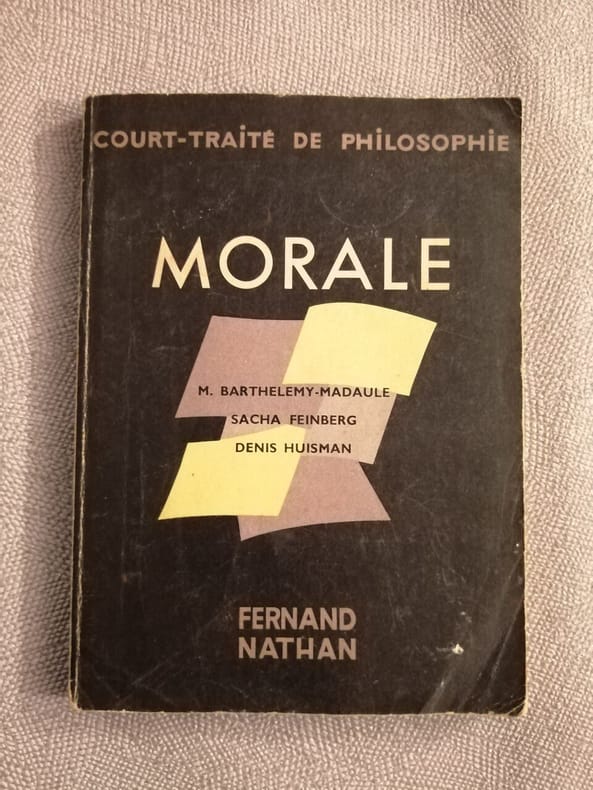 COURT-TRAiTÉ DE PHiLOSOPHiE
MORALE
M. BARTHELEMY-MADAULE
SACHA FEINBERG
DENIS HUISMAN
FERNAND
NATHAN